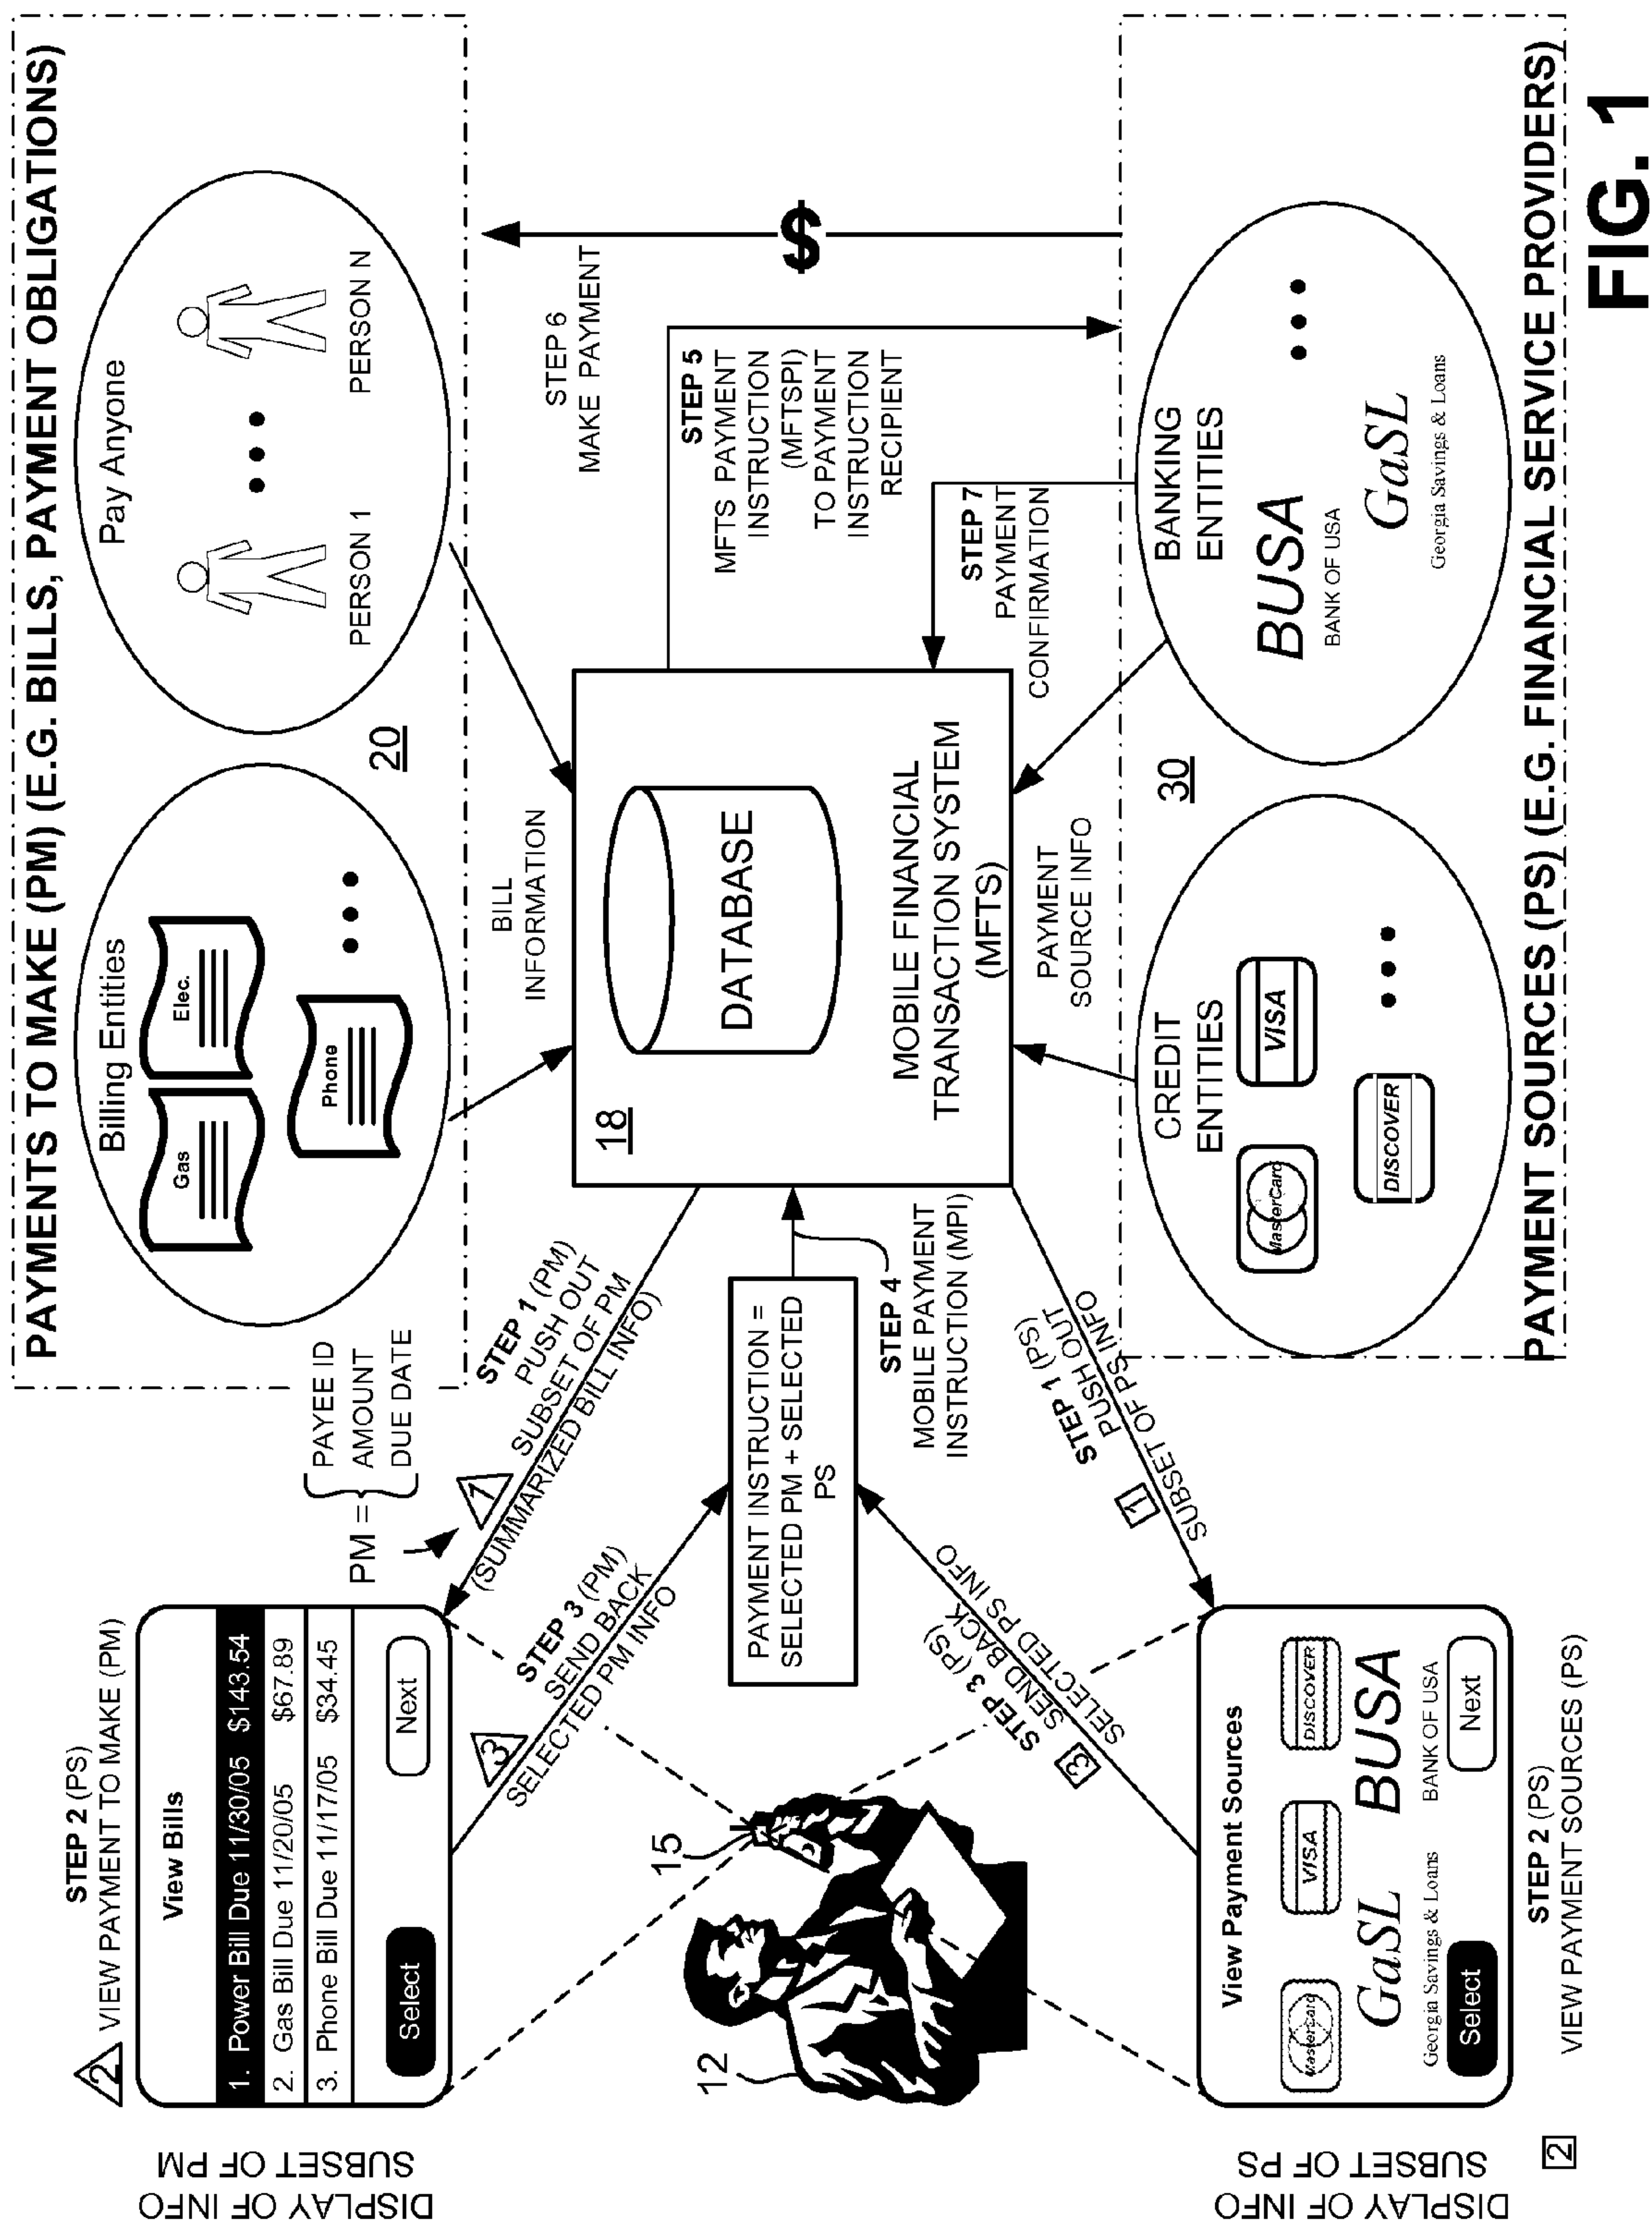 PAYMENTS TO MAKE (PM) (E.G. BILLS, PAYMENT OBLIGATIONS)
STEP 2 (PS)
2 VIEW PAYMENT TO MAKE (PM)
DISPLAY OF INFO
SUBSET OF PM
View Bills
1. Power Bill Due 11/30/05 $143.54
2. Gas Bill Due 11/20/05 $67.89
3. Phone Bill Due 11/17/05 $34.45
Select
Next
PM =
PAYEE ID
AMOUNT
DUE DATE
Billing Entities
Gas
Elec.
Phone
20
Pay Anyone
PERSON 1
PERSON N
1
STEP 1 (PM)
PUSH OUT
SUBSET OF PM
(SUMMARIZED BILL INFO)
3
STEP 3 (PM)
SEND BACK
SELECTED PM INFO
BILL
INFORMATION
STEP 6
MAKE PAYMENT
$
15
12
PAYMENT INSTRUCTION =
SELECTED PM + SELECTED
PS
STEP 4
MOBILE PAYMENT
INSTRUCTION (MPI)
18
DATABASE
MOBILE FINANCIAL
TRANSACTION SYSTEM
(MFTS)
STEP 5
MFTS PAYMENT
INSTRUCTION
(MFTSPI)
TO PAYMENT
INSTRUCTION
RECIPIENT
STEP 7
PAYMENT
CONFIRMATION
3
STEP 3 (PS)
SEND BACK
SELECTED PS INFO
1
STEP 1 (PS)
PUSH OUT
SUBSET OF PS INFO
PAYMENT
SOURCE INFO
30
CREDIT
ENTITIES
MasterCard
VISA
DISCOVER
BANKING
ENTITIES
BUSA
BANK OF USA
GaSL
Georgia Savings & Loans
DISPLAY OF INFO
SUBSET OF PS
View Payment Sources
MasterCard
VISA
DISCOVER
GaSL
Georgia Savings & Loans
BUSA
BANK OF USA
Select
Next
2
STEP 2 (PS)
VIEW PAYMENT SOURCES (PS)
PAYMENT SOURCES (PS) (E.G. FINANCIAL SERVICE PROVIDERS)
FIG. 1